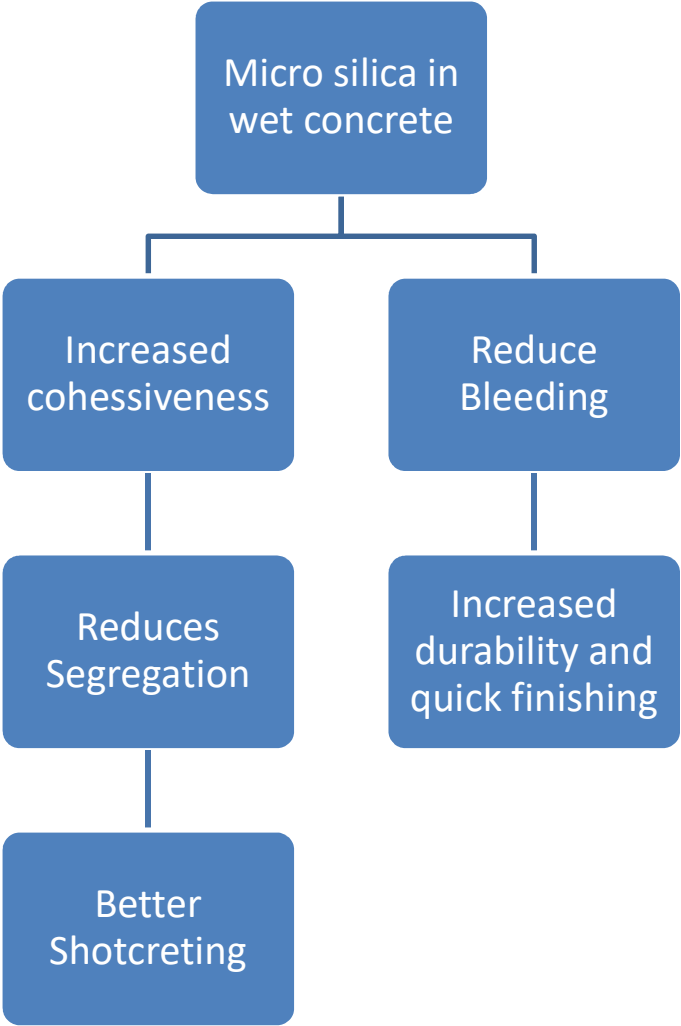 Micro silica in
wet concrete
Increased
cohessiveness
Reduce
Bleeding
Reduces
Segregation
Increased
durability and
quick finishing
Better
Shotcreting